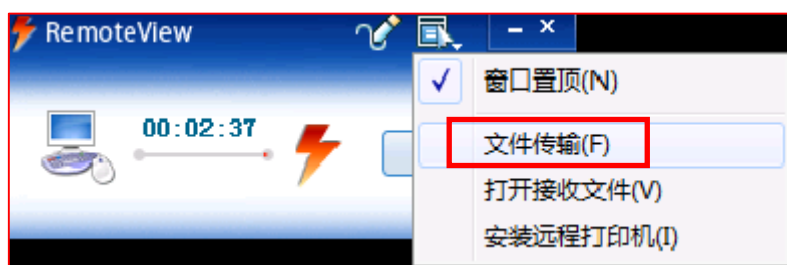 RemoteView
00:02:37
窗口置顶(N)
文件传输(F)
打开接收文件(V)
安装远程打印机(I)